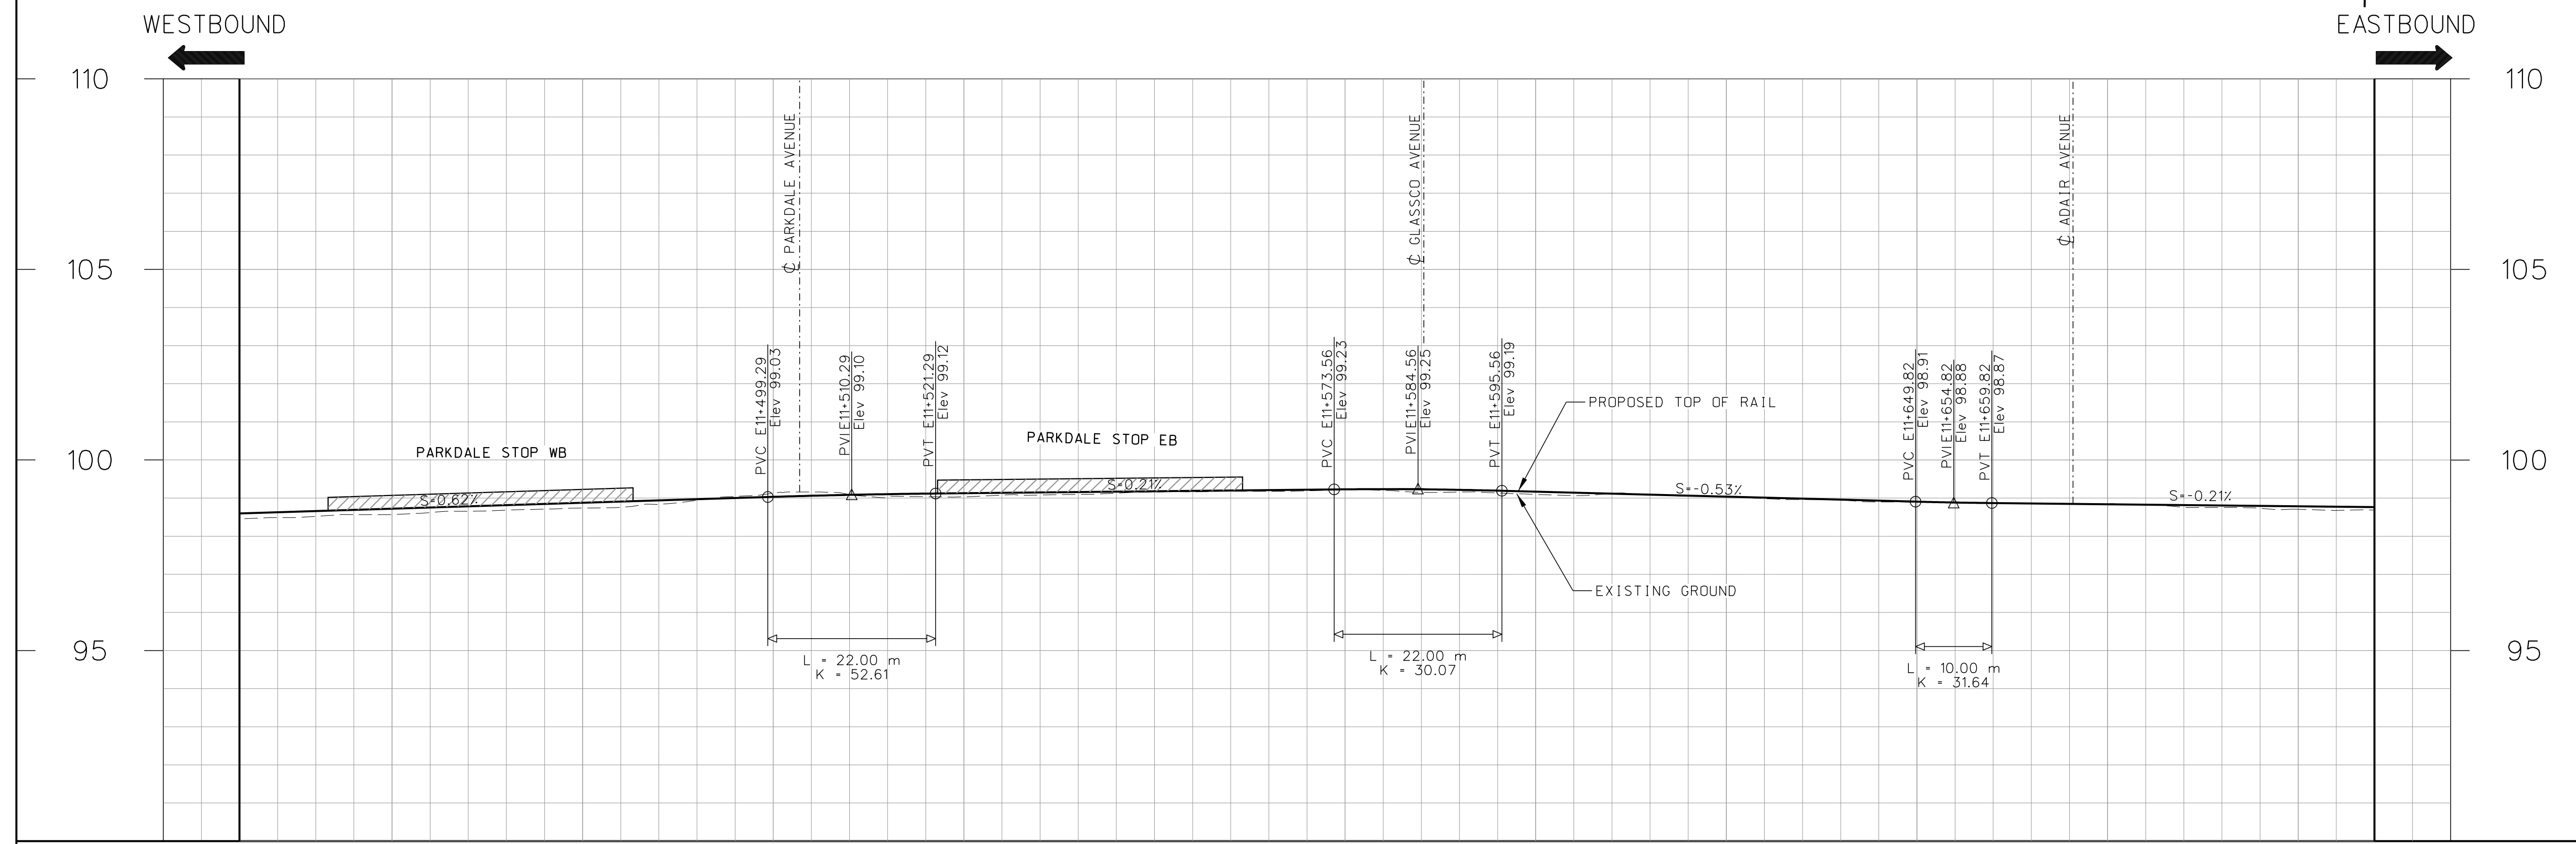 WESTBOUND
EASTBOUND
110
110
105
105
100
100
95
95
℄ PARKDALE AVENUE
℄ GLASSCO AVENUE
℄ ADAIR AVENUE
PARKDALE STOP WB
S=0.62%
PVC E11+499.29
Elev 99.03
PVI E11+510.29
Elev 99.10
PVT E11+521.29
Elev 99.12
PARKDALE STOP EB
S=0.21%
PVC E11+573.56
Elev 99.23
PVI E11+584.56
Elev 99.25
PVT E11+595.56
Elev 99.19
PROPOSED TOP OF RAIL
EXISTING GROUND
S=-0.53%
PVC E11+649.82
Elev 98.91
PVI E11+654.82
Elev 98.88
PVT E11+659.82
Elev 98.87
S=-0.21%
L = 22.00 m
K = 52.61
L = 22.00 m
K = 30.07
L = 10.00 m
K = 31.64